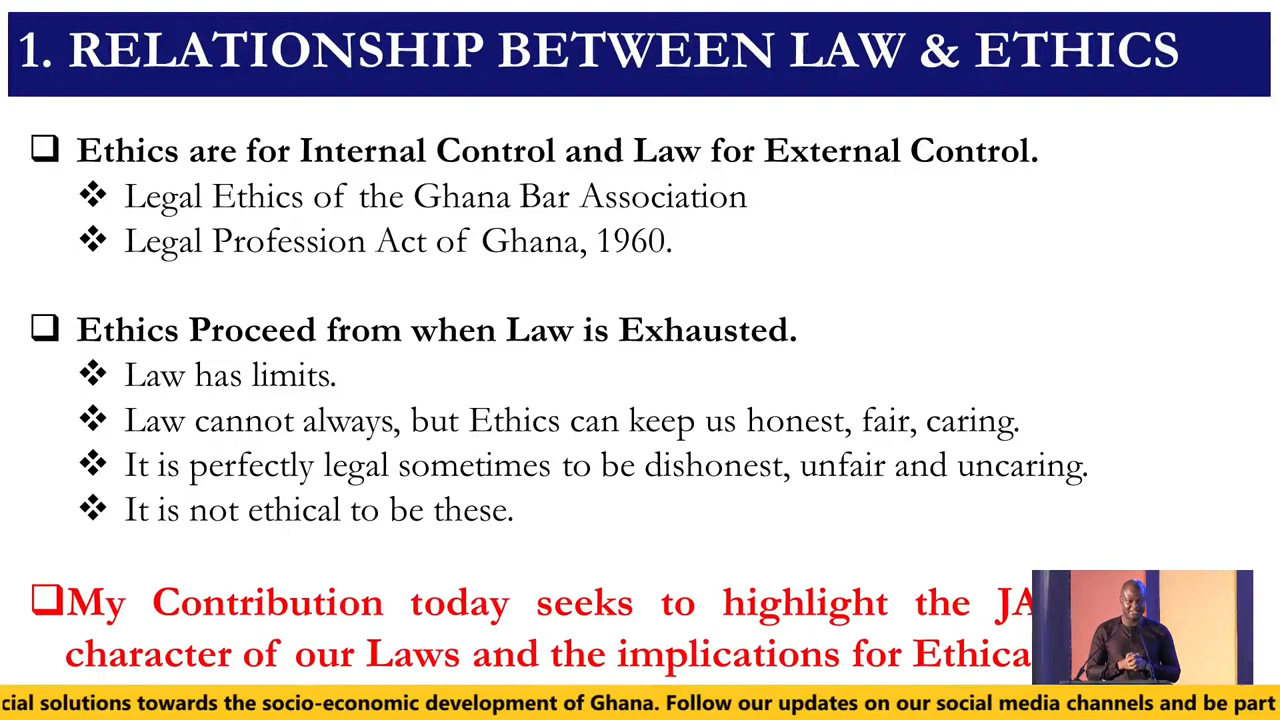 1. RELATIONSHIP BETWEEN LAW & ETHICS
Ethics are for Internal Control and Law for External Control.
Legal Ethics of the Ghana Bar Association
Legal Profession Act of Ghana, 1960.
Ethics Proceed from when Law is Exhausted.
Law has limits.
Law cannot always, but Ethics can keep us honest, fair, caring.
It is perfectly legal sometimes to be dishonest, unfair and uncaring.
It is not ethical to be these.
My Contribution today seeks to highlight the
character of our Laws and the implications for
solutions towards the socio-economic development of Ghana. Follow our updates on our social media channels and be part